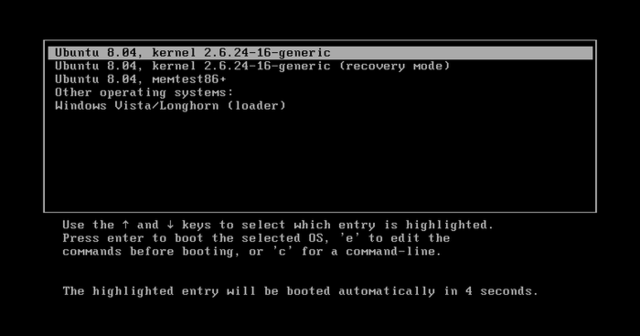 Ubuntu 8.04, kernel 2.6.24-16-generic
Ubuntu 8.04, kernel 2.6.24-16-generic (recovery mode)
Ubuntu 8.04, memtest86+
Other operating systems:
Windows Vista/Longhorn (loader)
Use the ↑ and ↓ keys to select which entry is highlighted.
Press enter to boot the selected OS, 'e' to edit the
commands before booting, or 'c' for a command-line.
The highlighted entry will be booted automatically in 4 seconds.